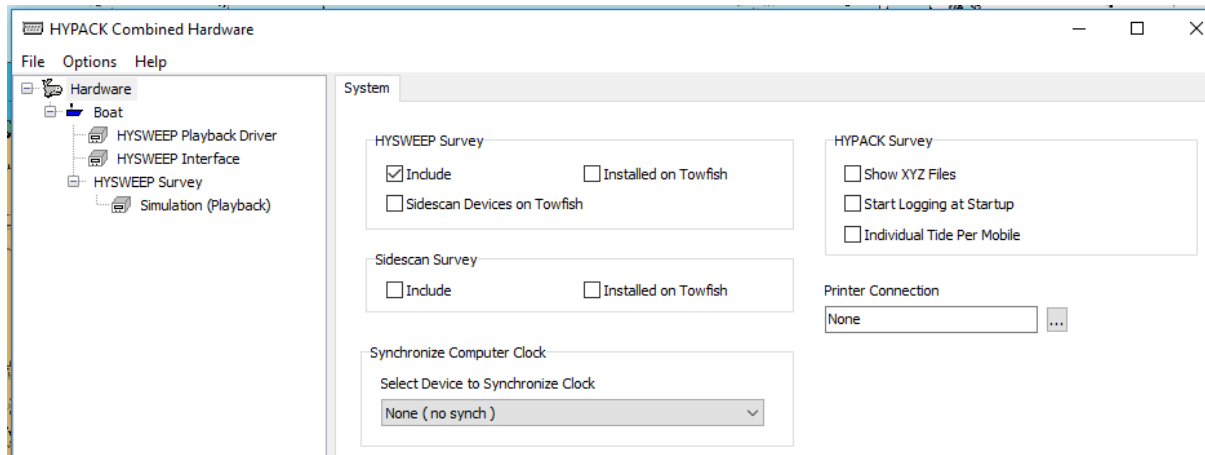 HYPACK Combined Hardware
File Options Help
Hardware
Boat
HYSWEEP Playback Driver
HYSWEEP Interface
HYSWEEP Survey
Simulation (Playback)
System
HYSWEEP Survey
Include Installed on Towfish
Sidescan Devices on Towfish
Sidescan Survey
Include Installed on Towfish
Synchronize Computer Clock
Select Device to Synchronize Clock
None ( no synch )
HYPACK Survey
Show XYZ Files
Start Logging at Startup
Individual Tide Per Mobile
Printer Connection
None
...